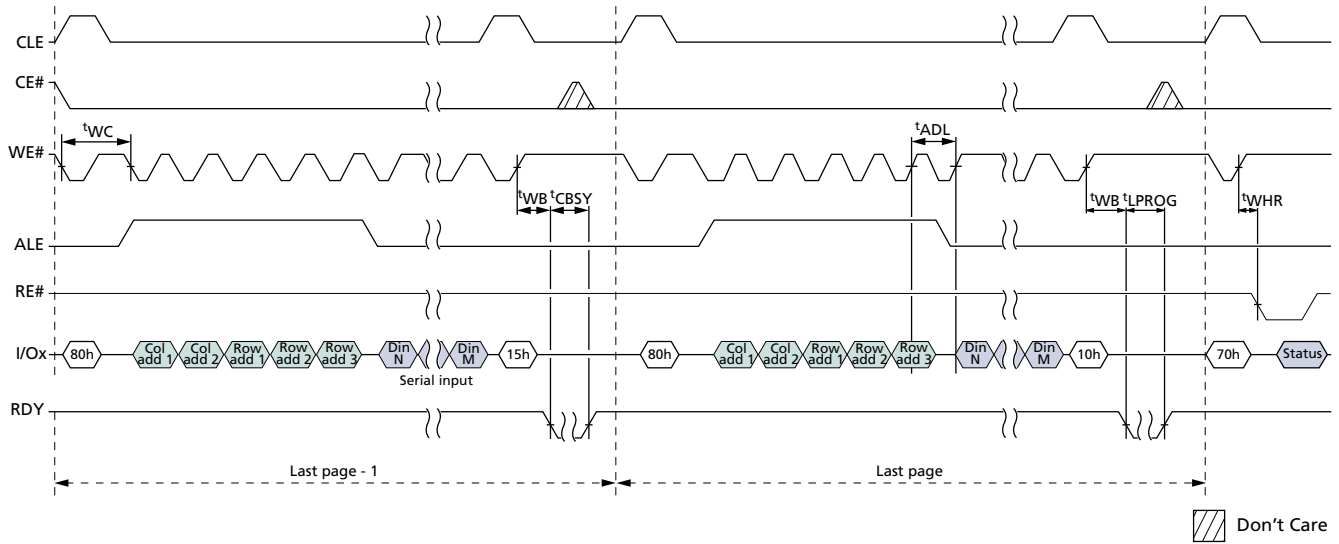 CLE
CE#
tWC
tADL
WE#
tWB tCBSY
tWB tLPROG
tWHR
ALE
RE#
I/Ox
80h
Col add 1
Col add 2
Row add 1
Row add 2
Row add 3
Din N
Din M
15h
80h
Col add 1
Col add 2
Row add 1
Row add 2
Row add 3
Din N
Din M
10h
70h
Status
Serial input
RDY
Last page - 1
Last page
Don't Care